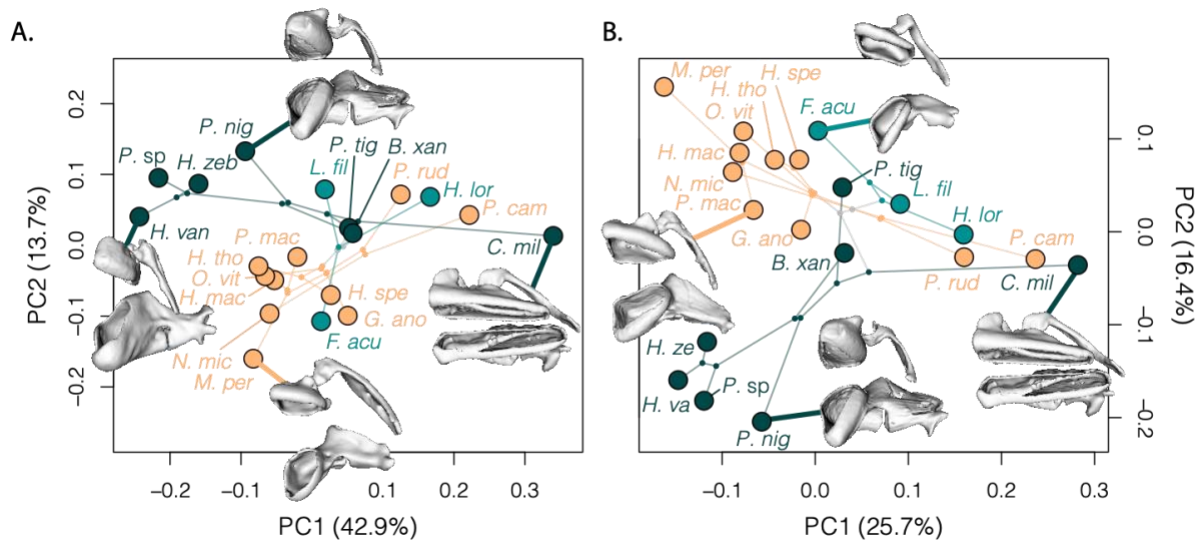 A.
P. nig
P. sp
H. zeb
P. tig
B. xan
L. fil
P. rud
H. lor
P. cam
H. van
C. mil
P. mac
H. tho
O. vit
H. mac
H. spe
G. ano
F. acu
N. mic
M. per
0.2
0.1
0.0
−0.1
−0.2
PC2 (13.7%)
−0.2
−0.1
0.1
0.3
PC1 (42.9%)
B.
M. per
H. spe
H. tho
O. vit
F. acu
H. mac
P. tig
N. mic
P. mac
L. fil
H. lor
G. ano
P. cam
B. xan
P. rud
C. mil
H. ze
P. sp
H. va
P. nig
0.1
0.0
−0.1
−0.2
PC2 (16.4%)
−0.1
0.0
0.1
0.2
0.3
PC1 (25.7%)